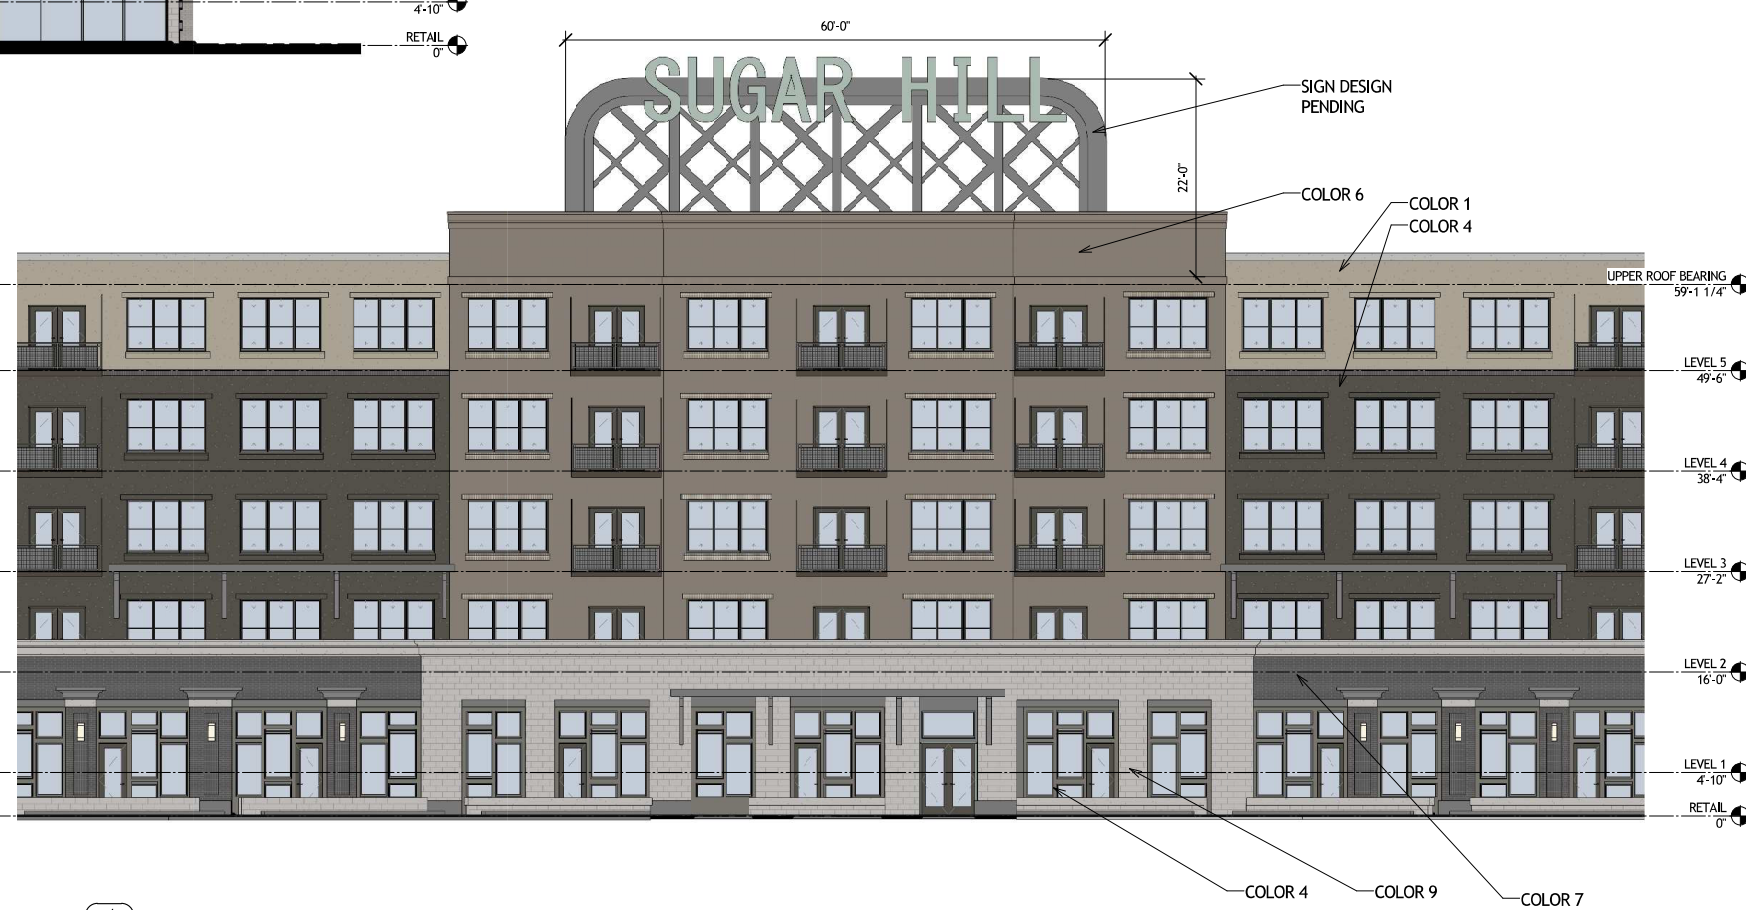 4'-10"
RETAIL
0"
60'-0"
SUGAR HILL
SIGN DESIGN
PENDING
22'-0"
COLOR 6
COLOR 1
COLOR 4
UPPER ROOF BEARING
59'-1 1/4"
LEVEL 5
49'-6"
LEVEL 4
38'-4"
LEVEL 3
27'-2"
LEVEL 2
16'-0"
LEVEL 1
4'-10"
RETAIL
0"
COLOR 4
COLOR 9
COLOR 7